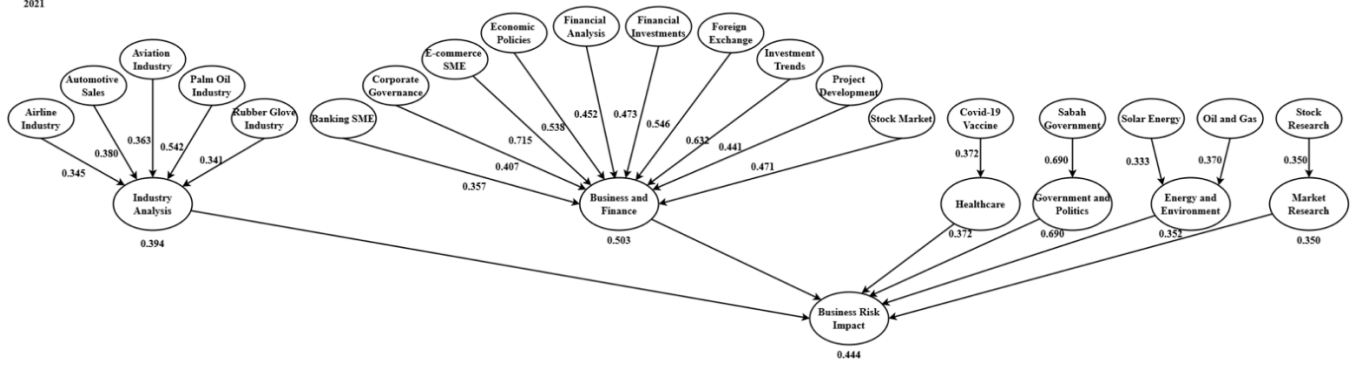 2021
Economic
Policies
Financial
Analysis
Financial
Investments
Foreign
Exchange
Aviation
Industry
E-commerce
SME
Investment
Trends
Automotive
Sales
Palm Oil
Industry
Corporate
Governance
Project
Development
Airline
Industry
Rubber Glove
Industry
Banking SME
Stock Market
Covid-19
Vaccine
Sabah
Government
Solar Energy
Oil and Gas
Stock
Research
0.345
0.380
0.363
0.542
0.341
0.357
0.407
0.715
0.538
0.452
0.473
0.546
0.632
0.441
0.471
0.372
0.690
0.333
0.370
0.350
Industry
Analysis
Business and
Finance
Healthcare
Government and
Politics
Energy and
Environment
Market
Research
0.394
0.503
0.372
0.690
0.352
0.350
Business Risk
Impact
0.444